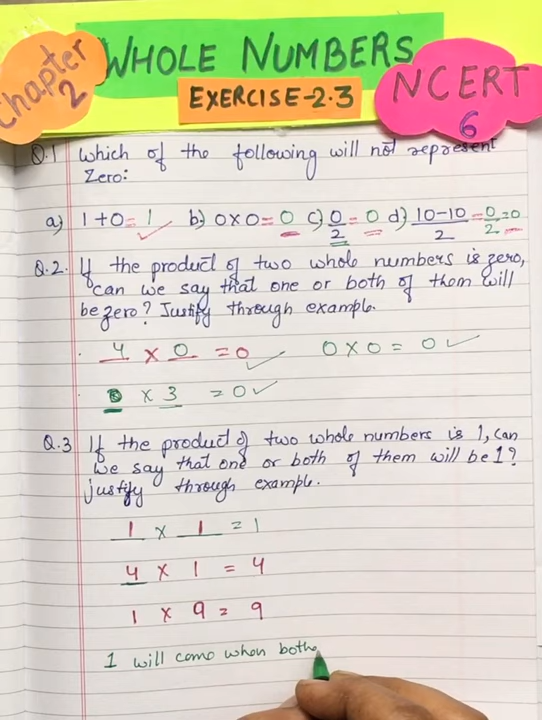 Chapter 2
WHOLE NUMBERS
EXERCISE-2.3
NCERT 6
Q.1 Which of the following will not represent
Zero:
a) 1+0=1 b) 0×0=0 c) 0/2=0 d) 10-10/2=0/2=0
Q.2. If the product of two whole numbers is zero,
can we say that one or both of them will
be zero? Justify through example.
4 × 0 = 0 0×0 = 0
0 × 3 = 0
Q.3 If the product of two whole numbers is 1, can
we say that one or both of them will be 1?
justify through example.
1 × 1 = 1
4 × 1 = 4
1 × 9 = 9
1 will come when both